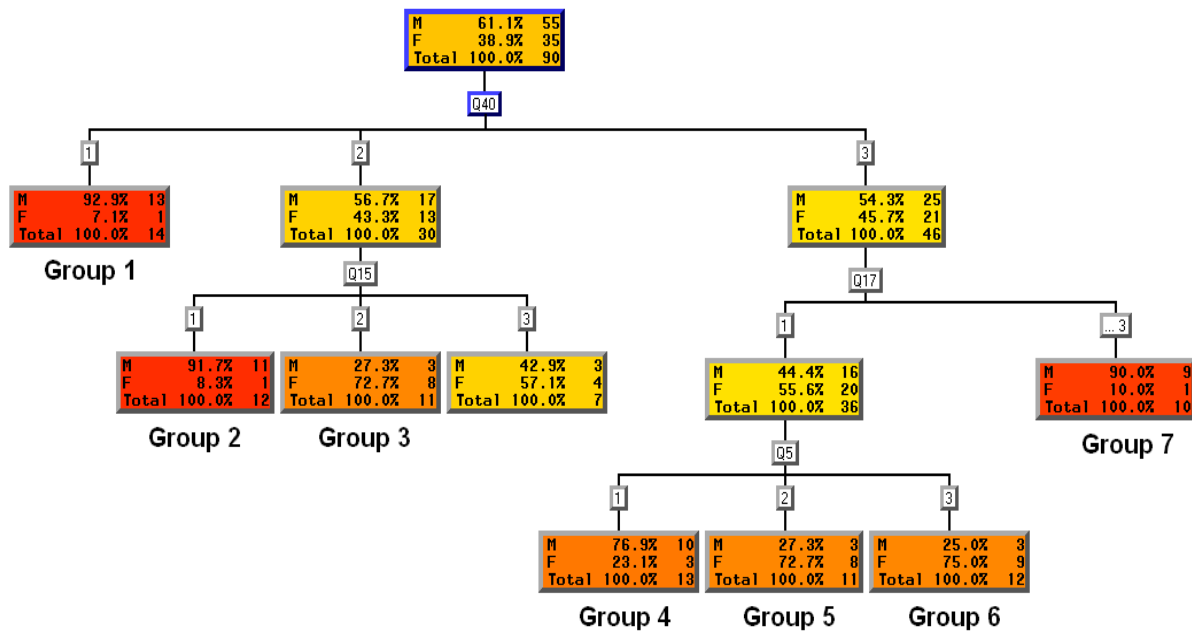 M 61.1% 55
F 38.9% 35
Total 100.0% 90
Q40
1
2
3
M 92.9% 13
F 7.1% 1
Total 100.0% 14
Group 1
M 56.7% 17
F 43.3% 13
Total 100.0% 30
M 54.3% 25
F 45.7% 21
Total 100.0% 46
Q15
Q17
1
2
3
1
... 3
M 91.7% 11
F 8.3% 1
Total 100.0% 12
Group 2
M 27.3% 3
F 72.7% 8
Total 100.0% 11
Group 3
M 42.9% 3
F 57.1% 4
Total 100.0% 7
M 44.4% 16
F 55.6% 20
Total 100.0% 36
M 90.0% 9
F 10.0% 1
Total 100.0% 10
Group 7
Q5
1
2
3
M 76.9% 10
F 23.1% 3
Total 100.0% 13
Group 4
M 27.3% 3
F 72.7% 8
Total 100.0% 11
Group 5
M 25.0% 3
F 75.0% 9
Total 100.0% 12
Group 6